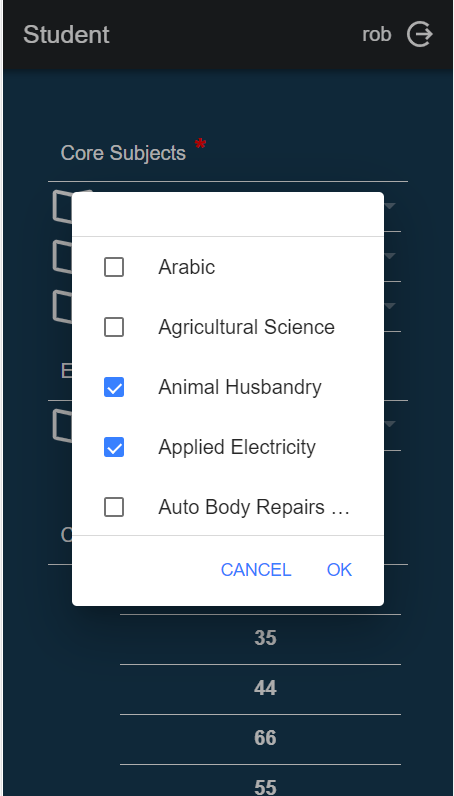 Student
rob
Core Subjects *
Arabic
Agricultural Science
Animal Husbandry
Applied Electricity
Auto Body Repairs …
E
C
CANCEL
OK
35
44
66
55